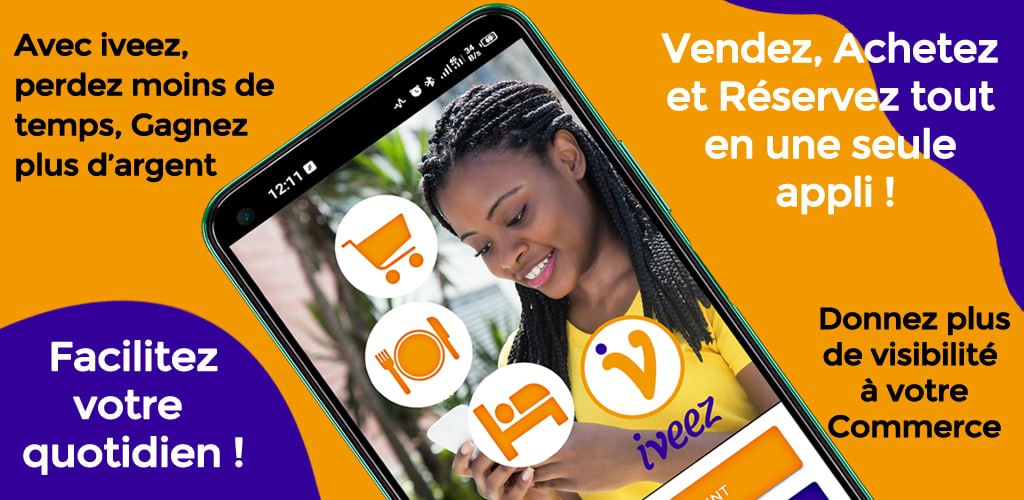 Avec iveez,
perdez moins de
temps, Gagnez
plus d'argent
Vendez, Achetez
et Réservez tout
en une seule
appli !
12:11
Facilitez
votre
quotidien !
iveez
Donnez plus
de visibilité
à votre
Commerce